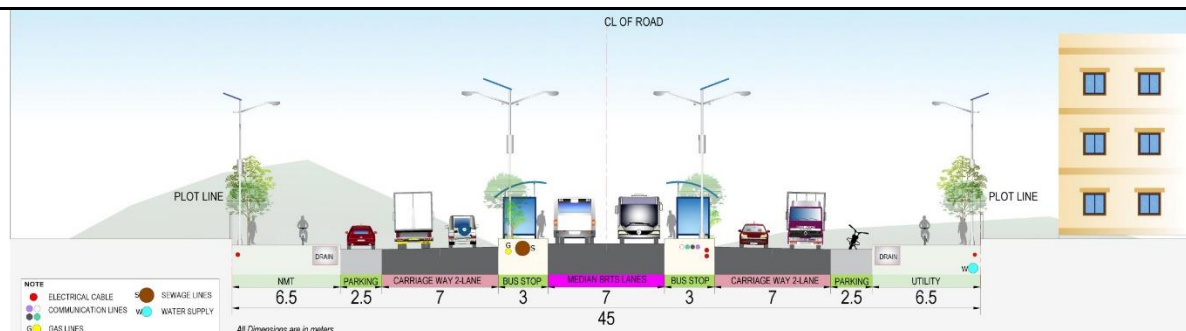 CL OF ROAD
PLOT LINE
PLOT LINE
G
S
DRAIN
DRAIN
W
NMT
PARKING
CARRIAGE WAY 2-LANE
BUS STOP
MEDIAN BRTS LANES
BUS STOP
CARRIAGE WAY 2-LANE
PARKING
UTILITY
6.5
2.5
7
3
7
3
7
2.5
6.5
45
NOTE
ELECTRICAL CABLE
S SEWAGE LINES
COMMUNICATION LINES
W WATER SUPPLY
G GAS LINES
All Dimensions are in meters